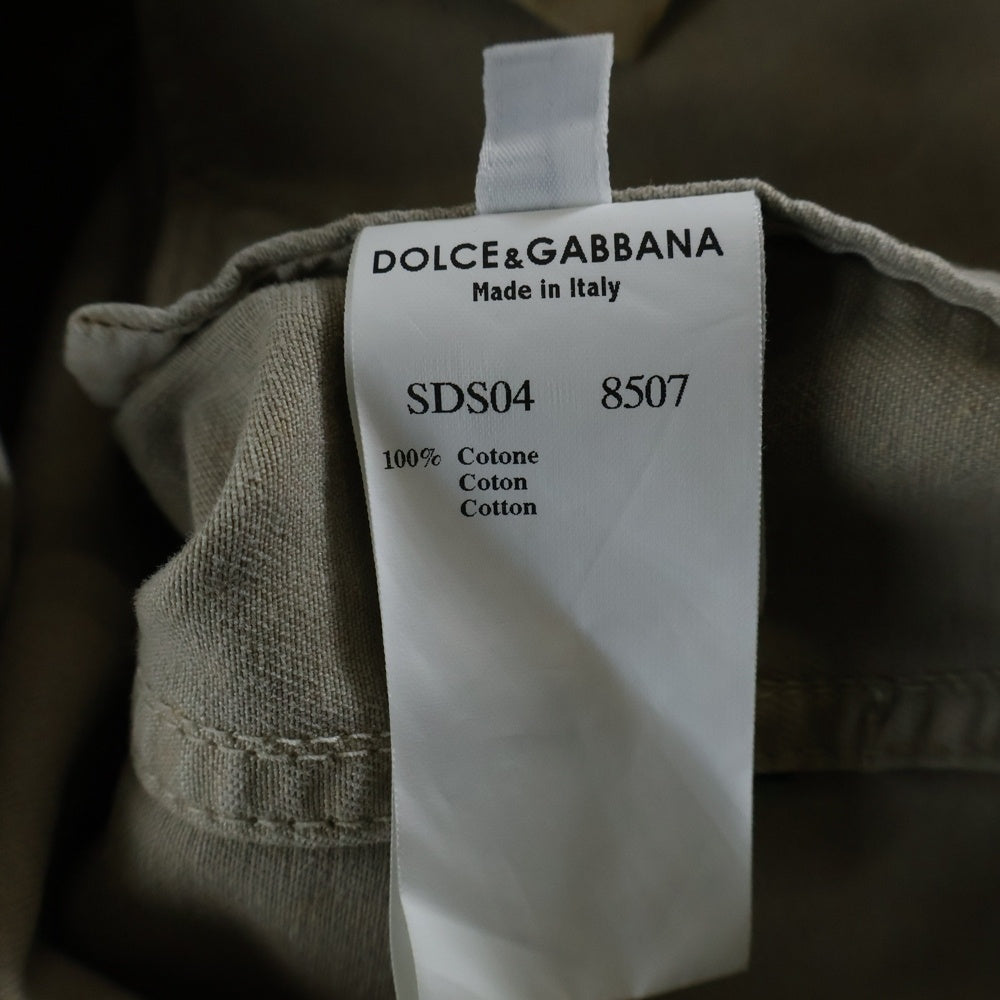 DOLCE&GABBANA
Made in Italy
SDS04 8507
100% Cotone
Coton
Cotton